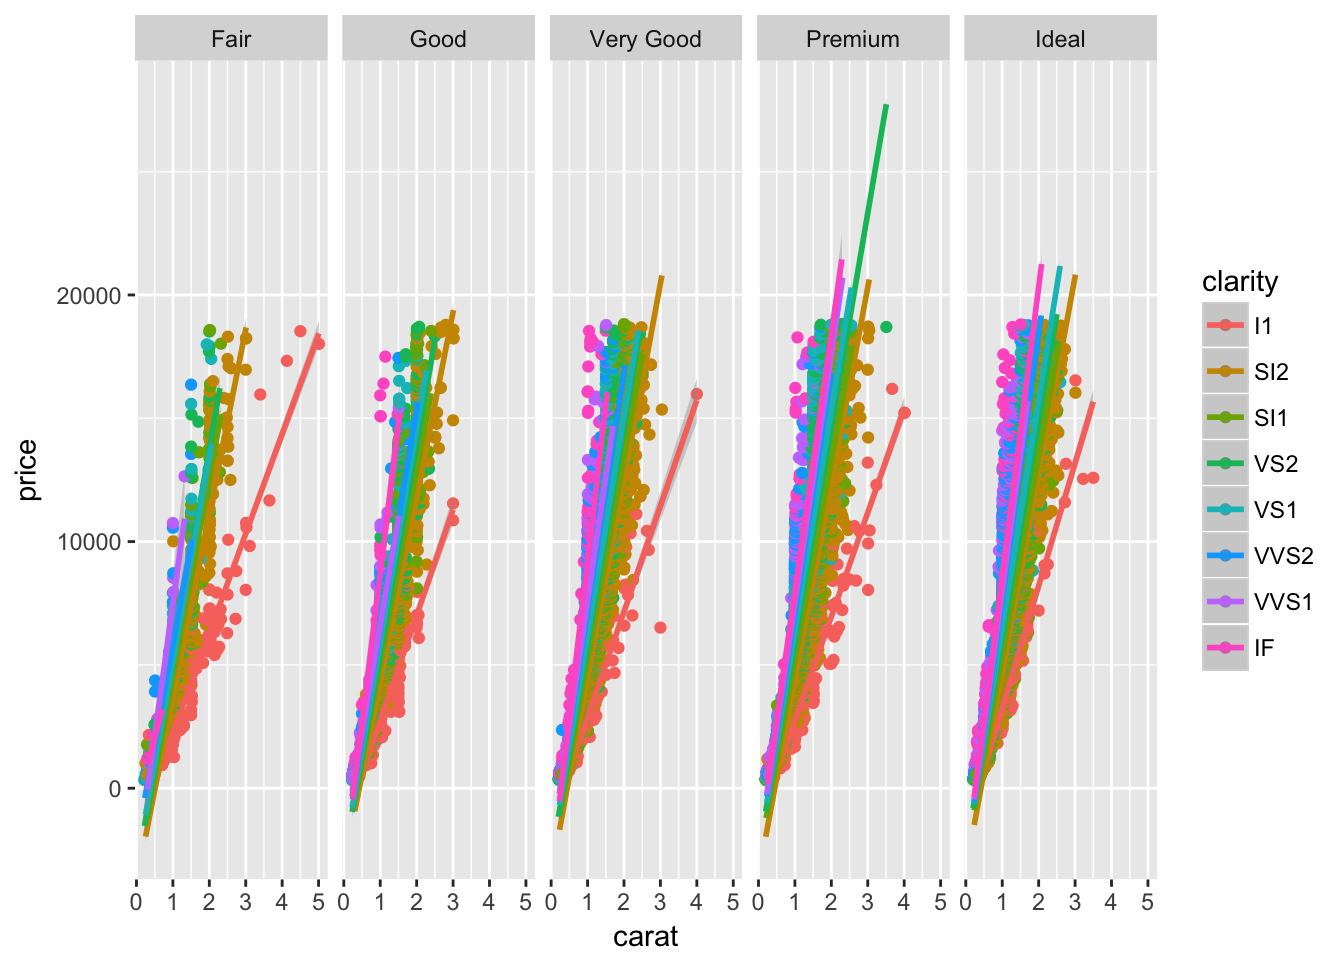 Fair Good Very Good Premium Ideal
price
20000
10000
0
0 1 2 3 4 5 0 1 2 3 4 5 0 1 2 3 4 5 0 1 2 3 4 5 0 1 2 3 4 5
carat
clarity
I1
SI2
SI1
VS2
VS1
VVS2
VVS1
IF